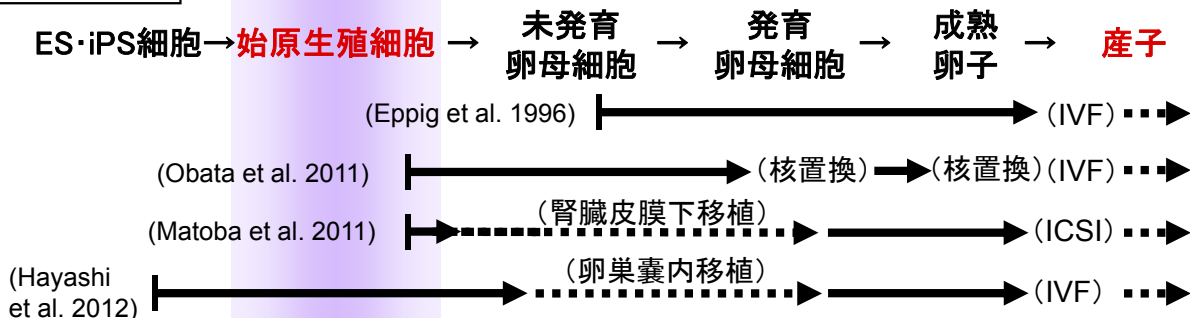 ES・iPS細胞→始原生殖細胞 → 未発育 → 発育 → 成熟 → 産子
卵母細胞 卵母細胞 卵子
(Eppig et al. 1996) (IVF)
(Obata et al. 2011) (核置換) (核置換) (IVF)
(腎臓皮膜下移植)
(Matoba et al. 2011) (ICSI)
(Hayashi (卵巣嚢内移植) (IVF)
et al. 2012)